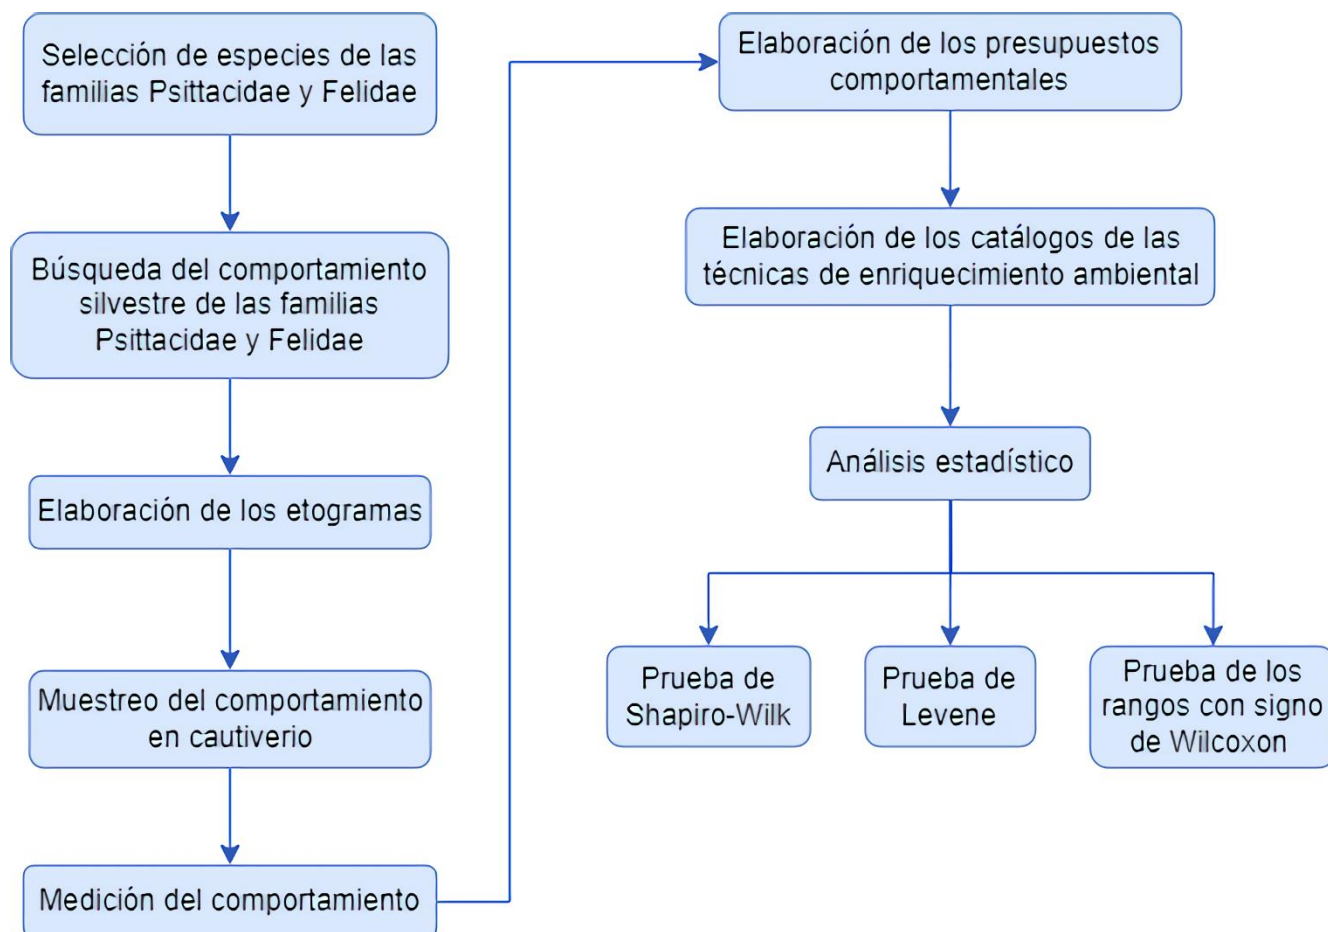 Selección de especies de las
familias Psittacidae y Felidae
Búsqueda del comportamiento
silvestre de las familias
Psittacidae y Felidae
Elaboración de los etogramas
Muestreo del comportamiento
en cautiverio
Medición del comportamiento
Elaboración de los presupuestos
comportamentales
Elaboración de los catálogos de las
técnicas de enriquecimiento ambiental
Análisis estadístico
Prueba de
Shapiro-Wilk
Prueba de
Levene
Prueba de los
rangos con signo
de Wilcoxon